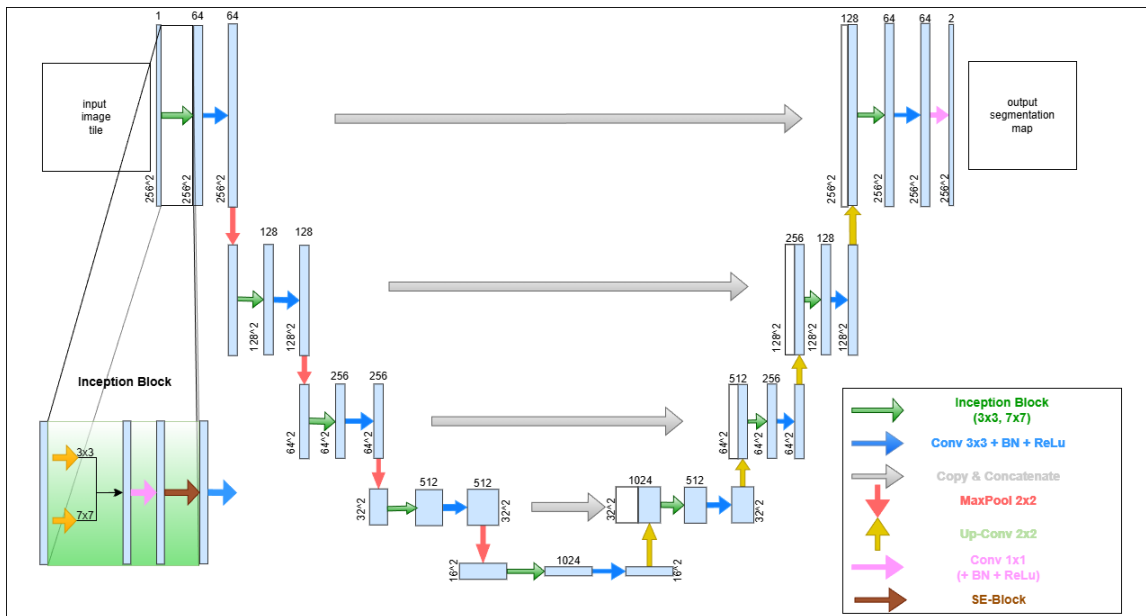 1
64
64
input
image
tile
256^2
256^2
256^2
128
64
64
2
output
segmentation
map
256^2
256^2
256^2
256^2
128
128
128^2
128^2
256
128
128^2
128^2
128^2
Inception Block
3x3
7x7
256
256
64^2
64^2
64^2
512
256
64^2
64^2
64^2
512
512
32^2
32^2
1024
512
32^2
32^2
1024
16^2
16^2
Inception Block
(3x3, 7x7)
Conv 3x3 + BN + ReLu
Copy & Concatenate
MaxPool 2x2
Up-Conv 2x2
Conv 1x1
(+ BN + ReLu)
SE-Block